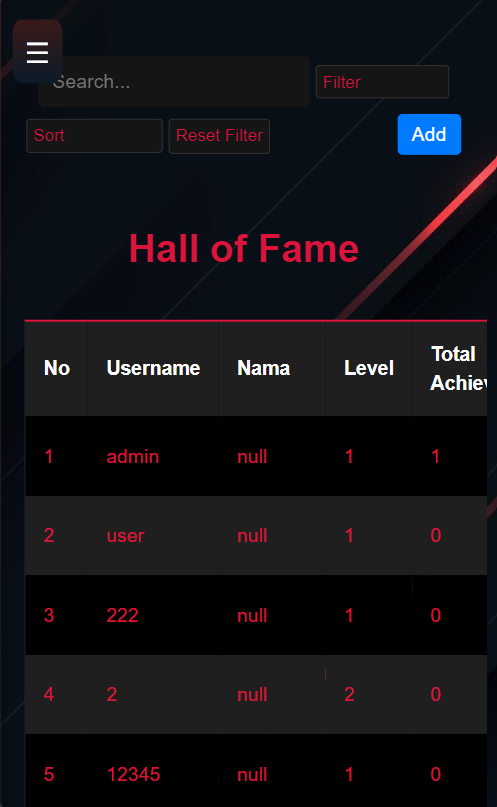 ☰
Search...
Filter
Sort
Reset Filter
Add
Hall of Fame
No Username Nama Level Total
1 admin null 1 1
2 user null 1 0
3 222 null 1 0
4 2 null 2 0
5 12345 null 1 0